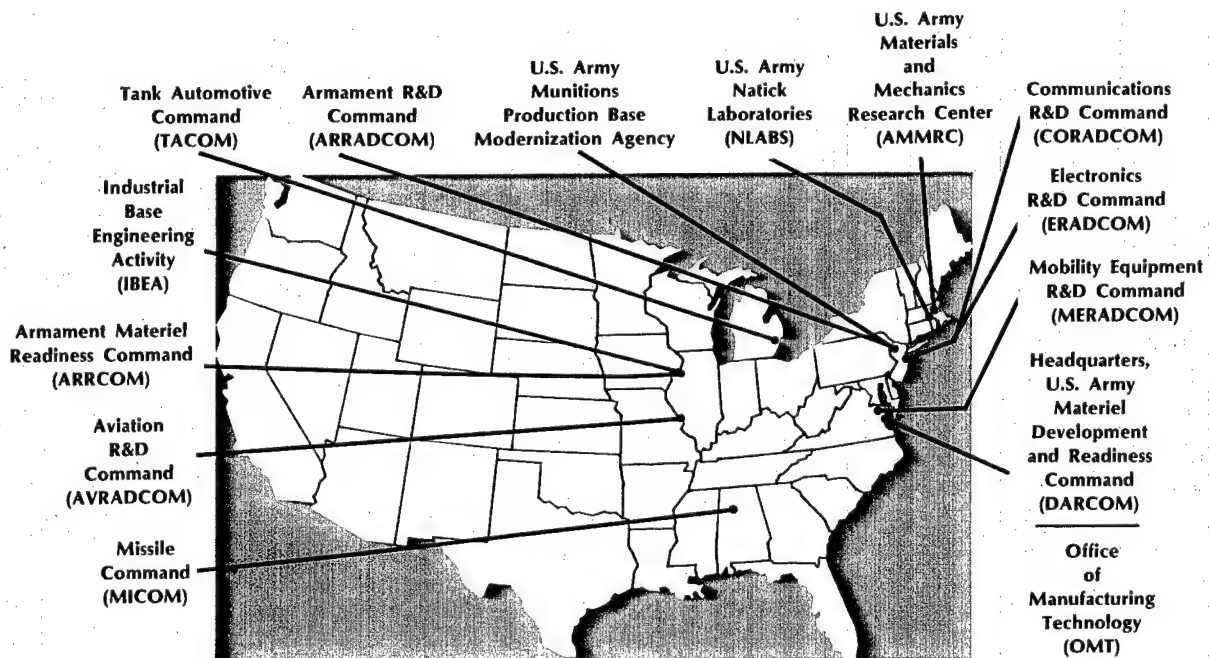 Tank Automotive
Command
(TACOM)
Armament R&D
Command
(ARRADCOM)
U.S. Army
Munitions
Production Base
Modernization Agency
U.S. Army
Natick
Laboratories
(NLABS)
U.S. Army
Materials
and
Mechanics
Research Center
(AMMRC)
Communications
R&D Command
(CORADCOM)
Industrial
Base
Engineering
Activity
(IBEA)
Electronics
R&D Command
(ERADCOM)
Mobility Equipment
R&D Command
(MERADCOM)
Armament Materiel
Readiness Command
(ARRCOM)
Headquarters,
U.S. Army
Materiel
Development
and Readiness
Command
(DARCOM)
Aviation
R&D
Command
(AVRADCOM)
Missile
Command
(MICOM)
Office
of
Manufacturing
Technology
(OMT)